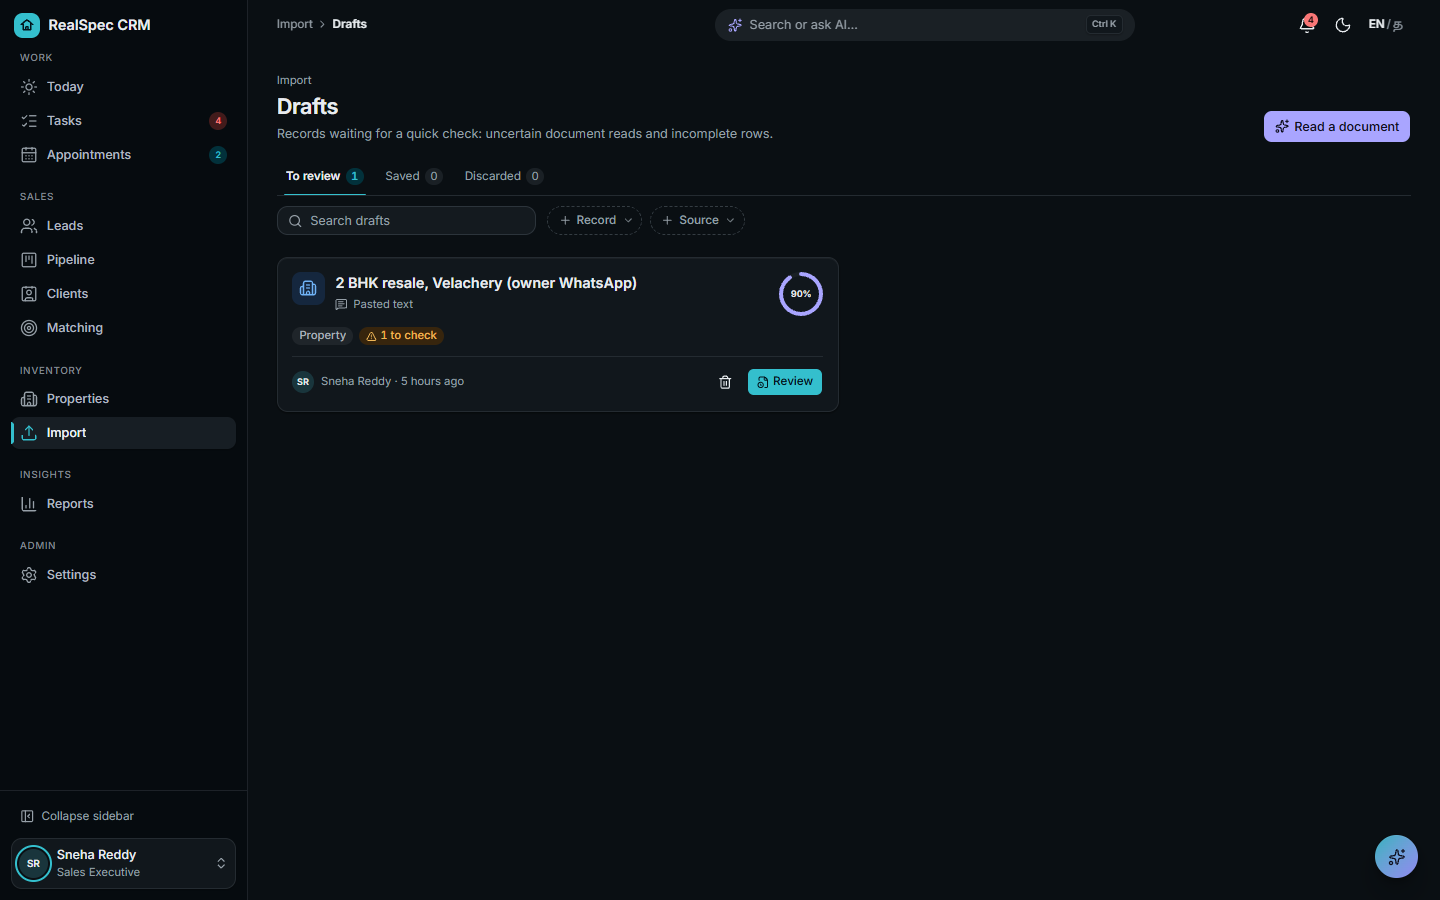 RealSpec CRM
WORK
Today
Tasks 4
Appointments 2
SALES
Leads
Pipeline
Clients
Matching
INVENTORY
Properties
Import
INSIGHTS
Reports
ADMIN
Settings
Collapse sidebar
SR Sneha Reddy
Sales Executive
Import > Drafts
Search or ask AI... Ctrl K
4
EN / த
Import
Drafts
Records waiting for a quick check: uncertain document reads and incomplete rows.
Read a document
To review 1 Saved 0 Discarded 0
Search drafts + Record + Source
2 BHK resale, Velachery (owner WhatsApp)
Pasted text
90%
Property 1 to check
SR Sneha Reddy · 5 hours ago Review